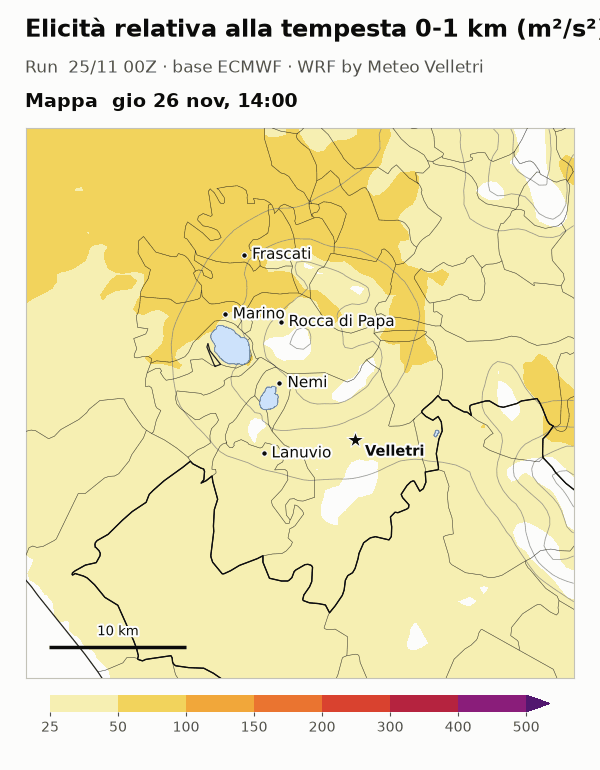 Elicità relativa alla tempesta 0-1 km (m²/s²)
Run  25/11 00Z · base ECMWF · WRF by Meteo Velletri
Mappa  gio 26 nov, 14:00
Frascati
Marino
Rocca di Papa
Nemi
Velletri
Lanuvio
10 km
25 50 100 150 200 300 400 500